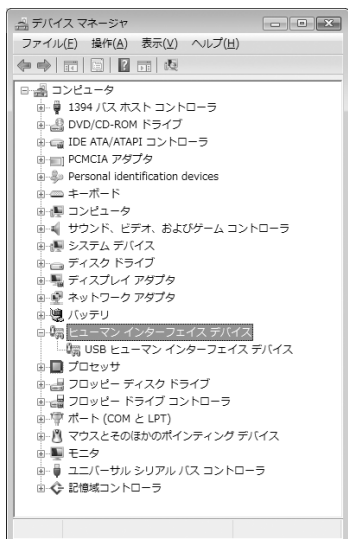 デバイス マネージャ
ファイル(F) 操作(A) 表示(V) ヘルプ(H)
コンピュータ
1394 バス ホスト コントローラ
DVD/CD-ROM ドライブ
IDE ATA/ATAPI コントローラ
PCMCIA アダプタ
Personal identification devices
キーボード
コンピュータ
サウンド、ビデオ、およびゲーム コントローラ
システム デバイス
ディスク ドライブ
ディスプレイ アダプタ
ネットワーク アダプタ
バッテリ
ヒューマン インターフェイス デバイス
USB ヒューマン インターフェイス デバイス
プロセッサ
フロッピー ディスク ドライブ
フロッピー ドライブ コントローラ
ポート (COM と LPT)
マウスとそのほかのポインティング デバイス
モニタ
ユニバーサル シリアル バス コントローラ
記憶域コントローラ